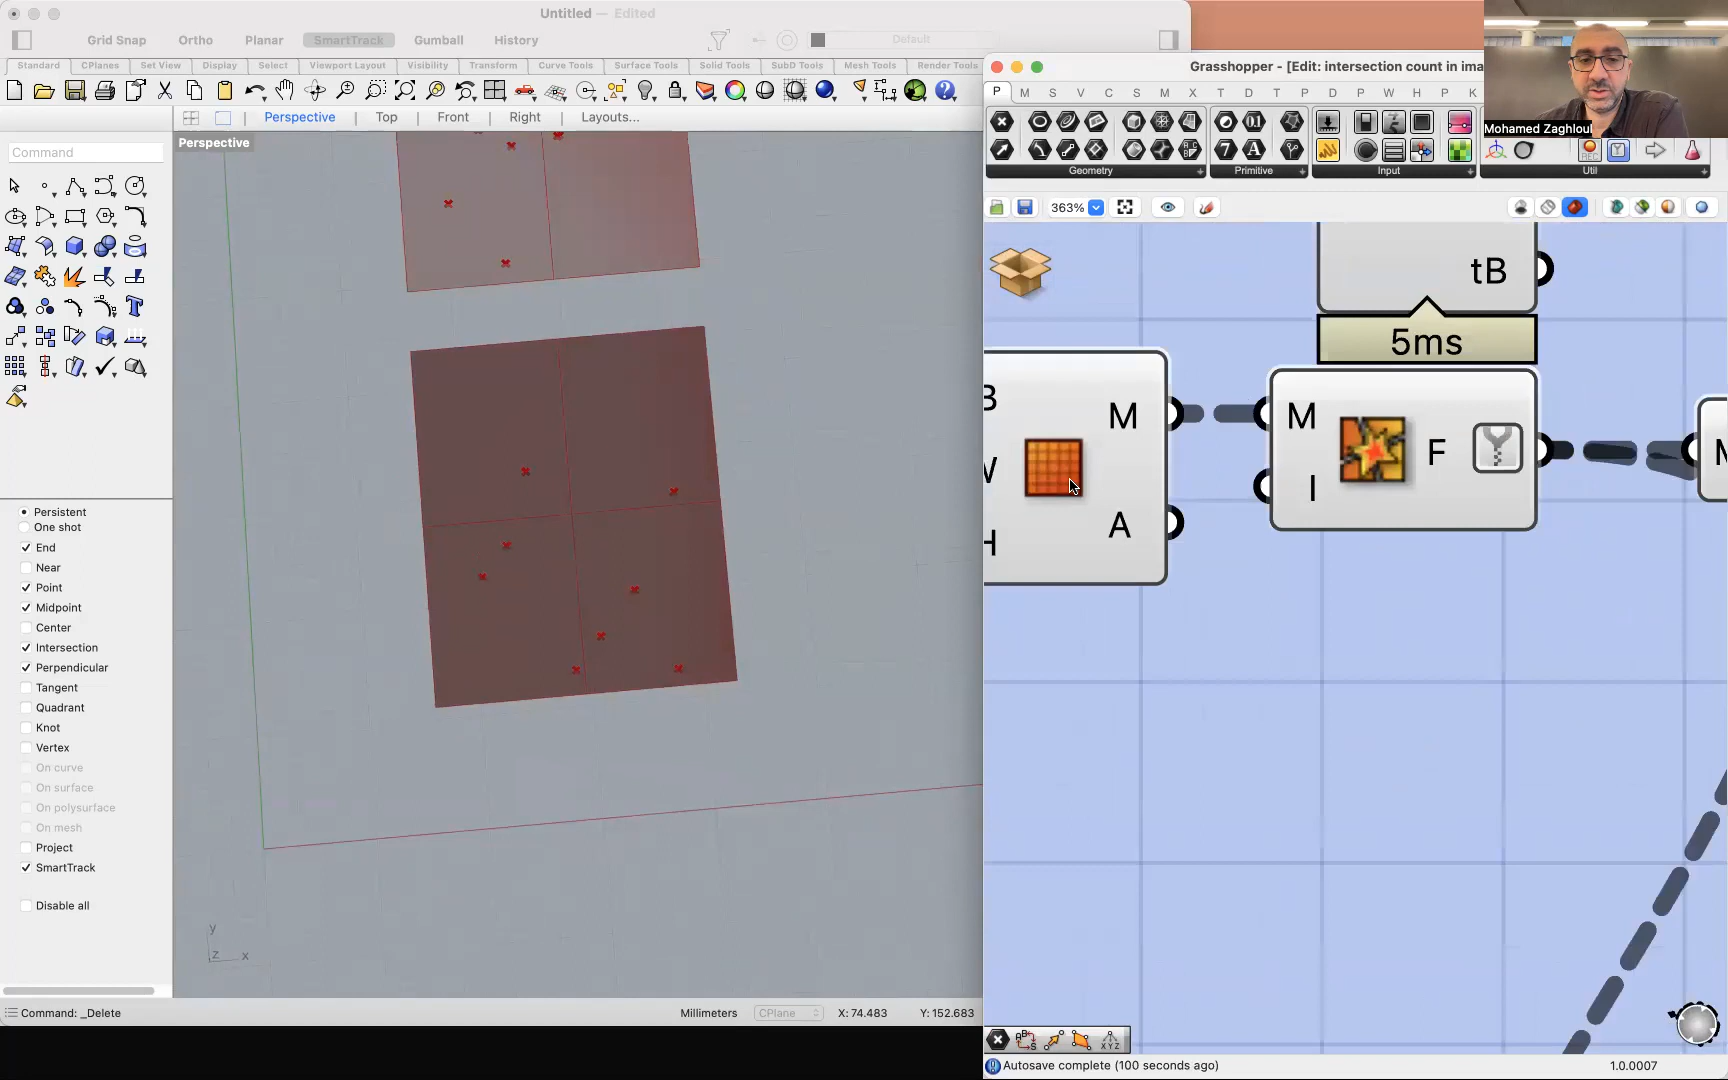 Untitled — Edited
Grid Snap Ortho Planar SmartTrack Gumball History Default
Standard CPlanes Set View Display Select Viewport Layout Visibility Transform Curve Tools Surface Tools Solid Tools SubD Tools Mesh Tools Render Tools
Perspective Top Front Right Layouts...
Perspective
Command
Persistent
One shot
End
Near
Point
Midpoint
Center
Intersection
Perpendicular
Tangent
Quadrant
Knot
Vertex
On curve
On surface
On polysurface
On mesh
Project
SmartTrack
Disable all
y
z x
Command: _Delete
Millimeters CPlane X: 74.483 Y: 152.683
Grasshopper - [Edit: intersection count in ima
P M S V C S M X D T P D P W H P K
Geometry Primitive Input Util
363%
Mohamed Zaghloul
tB
5ms
M
A
M
I
F
Autosave complete (100 seconds ago)
1.0.0007